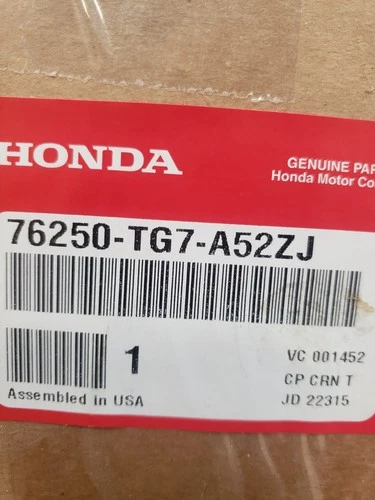 HONDA
GENUINE PAR
Honda Motor Co
76250-TG7-A52ZJ
1
VC 001452
CP CRN T
Assembled in USA
JD 22315